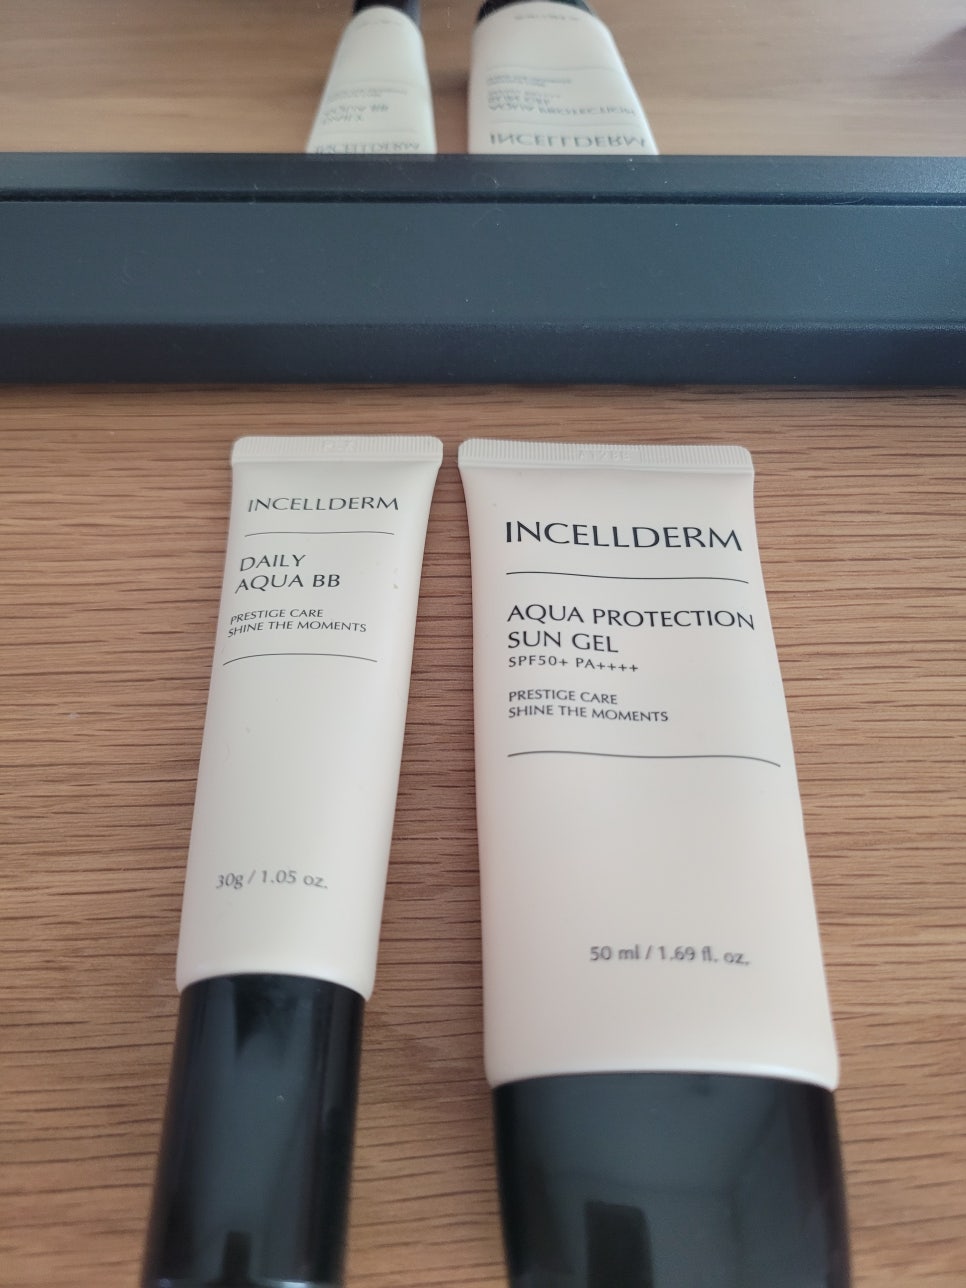 INCELLDERM
DAILY
AQUA BB
PRESTIGE CARE
SHINE THE MOMENTS
30g / 1.05 oz.
INCELLDERM
AQUA PROTECTION
SUN GEL
SPF50+ PA++++
PRESTIGE CARE
SHINE THE MOMENTS
50 ml / 1.69 fl. oz.